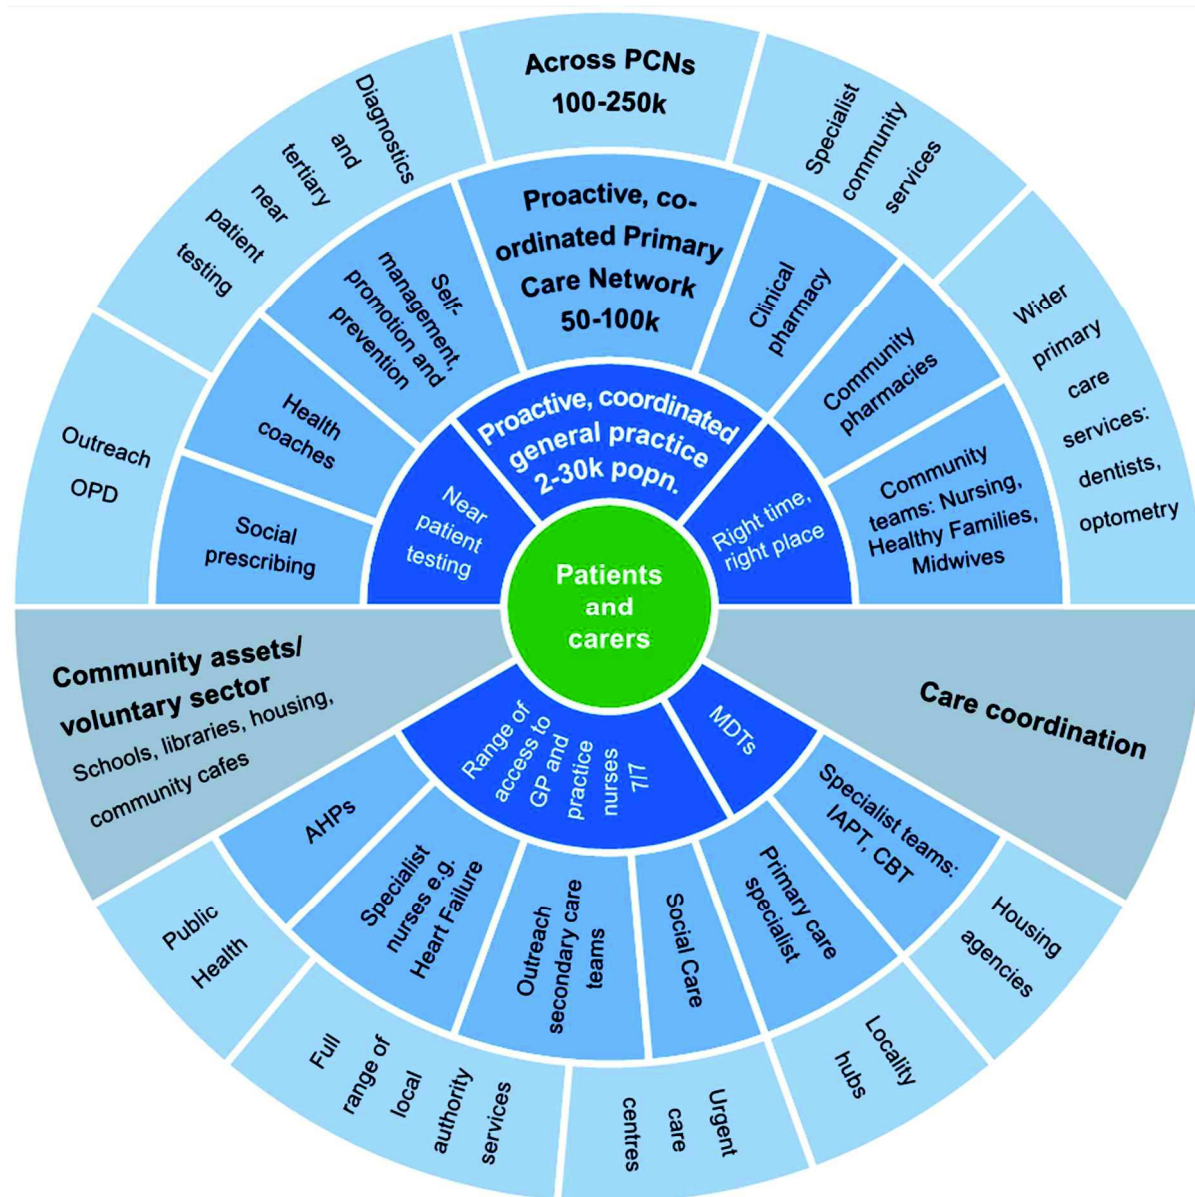 Across PCNs
100-250k
Specialist
community
services
Wider
primary
care
services:
dentists,
optometry
Diagnostics
and
tertiary
near
patient
testing
Outreach
OPD
Proactive, co-
ordinated Primary
Care Network
50-100k
Clinical
pharmacy
Community
pharmacies
Community
teams: Nursing,
Healthy Families,
Midwives
Self-
management,
promotion and
prevention
Health
coaches
Social
prescribing
Proactive, coordinated
general practice
2-30k popn.
Near
patient
testing
Right time,
right place
Patients
and
carers
Community assets/
voluntary sector
Schools, libraries, housing,
community cafes
Care coordination
Range of
access to
GP and
practice
nurses
7/7
MDTs
AHPs
Specialist
nurses e.g.
Heart Failure
Outreach
secondary care
teams
Social Care
Primary care
specialist
Specialist teams:
IAPT, CBT
Public
Health
Full
range of
local
authority
services
Urgent
care
centres
Locality
hubs
Housing
agencies